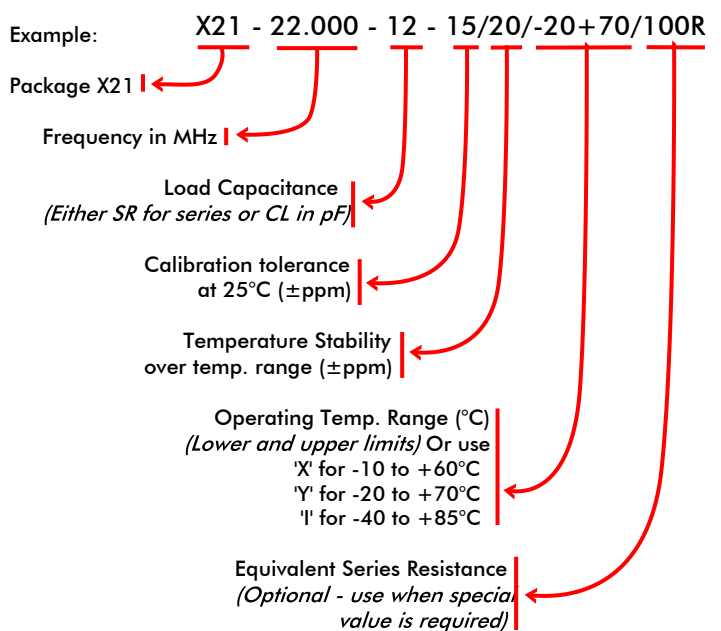 Example: X21 - 22.000 - 12 - 15/20/-20+70/100R
Package X21
Frequency in MHz
Load Capacitance
(Either SR for series or CL in pF)
Calibration tolerance
at 25°C (±ppm)
Temperature Stability
over temp. range (±ppm)
Operating Temp. Range (°C)
(Lower and upper limits) Or use
'X' for -10 to +60°C
'Y' for -20 to +70°C
'I' for -40 to +85°C
Equivalent Series Resistance
(Optional - use when special
value is required)